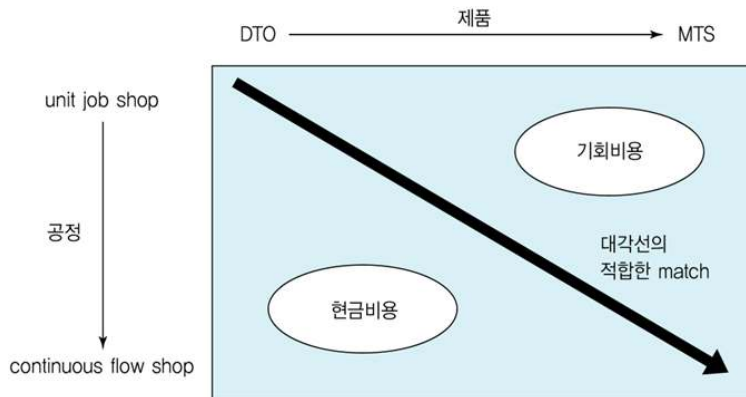 제품
DTO
MTS
unit job shop
기회비용
공정
대각선의
적합한 match
현금비용
continuous flow shop